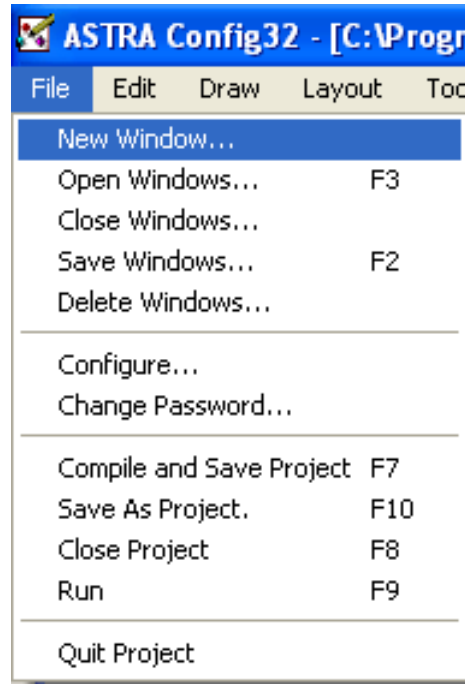 ASTRA Config32 - [C:\Progr
File Edit Draw Layout Too
New Window...
Open Windows... F3
Close Windows...
Save Windows... F2
Delete Windows...
Configure...
Change Password...
Compile and Save Project F7
Save As Project. F10
Close Project F8
Run F9
Quit Project